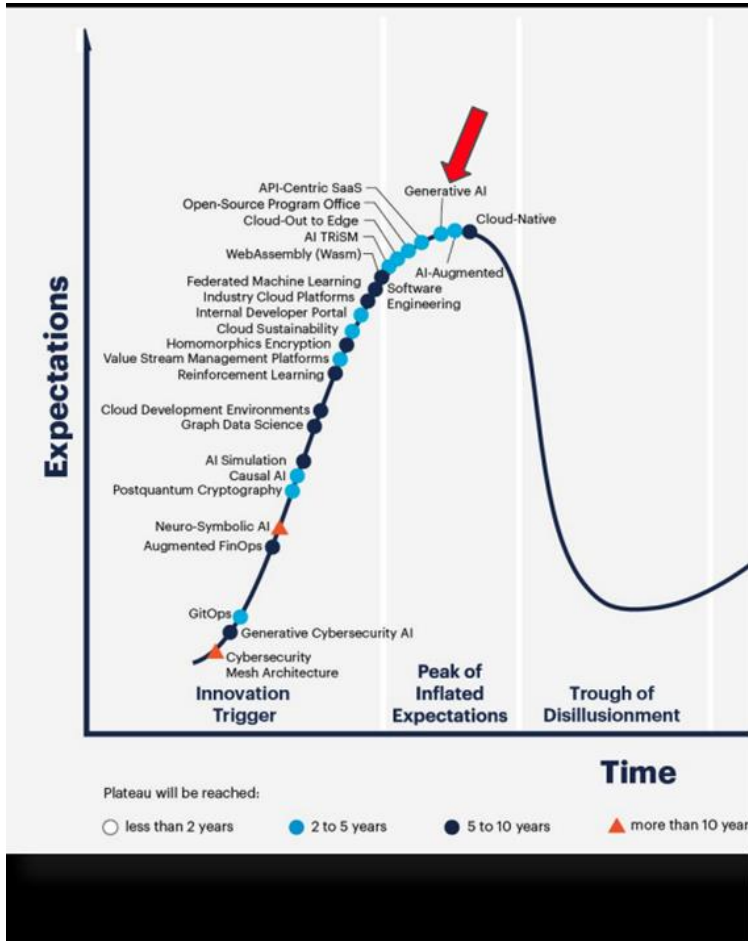 API-Centric SaaS
Generative AI
Open-Source Program Office
Cloud-Native
Cloud-Out to Edge
AI TRiSM
WebAssembly (Wasm)
AI-Augmented
Software
Engineering
Federated Machine Learning
Industry Cloud Platforms
Internal Developer Portal
Cloud Sustainability
Homomorphics Encryption
Value Stream Management Platforms
Reinforcement Learning
Cloud Development Environments
Graph Data Science
AI Simulation
Causal AI
Postquantum Cryptography
Neuro-Symbolic AI
Augmented FinOps
GitOps
Generative Cybersecurity AI
Cybersecurity
Mesh Architecture
Expectations
Innovation
Trigger
Peak of
Inflated
Expectations
Trough of
Disillusionment
Time
Plateau will be reached:
less than 2 years
2 to 5 years
5 to 10 years
more than 10 year